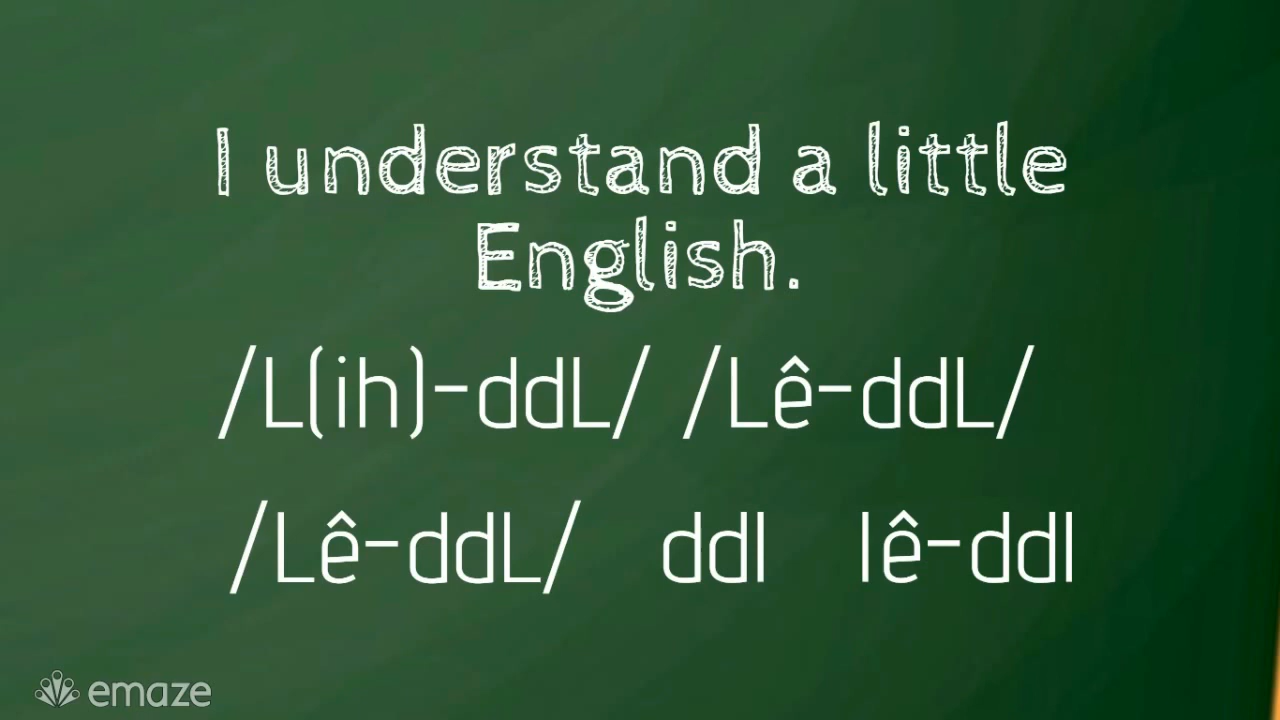 I understand a little
English.
/L(ih)-ddL/ /Lê-ddL/
/Lê-ddL/ ddl lê-ddl
emaze